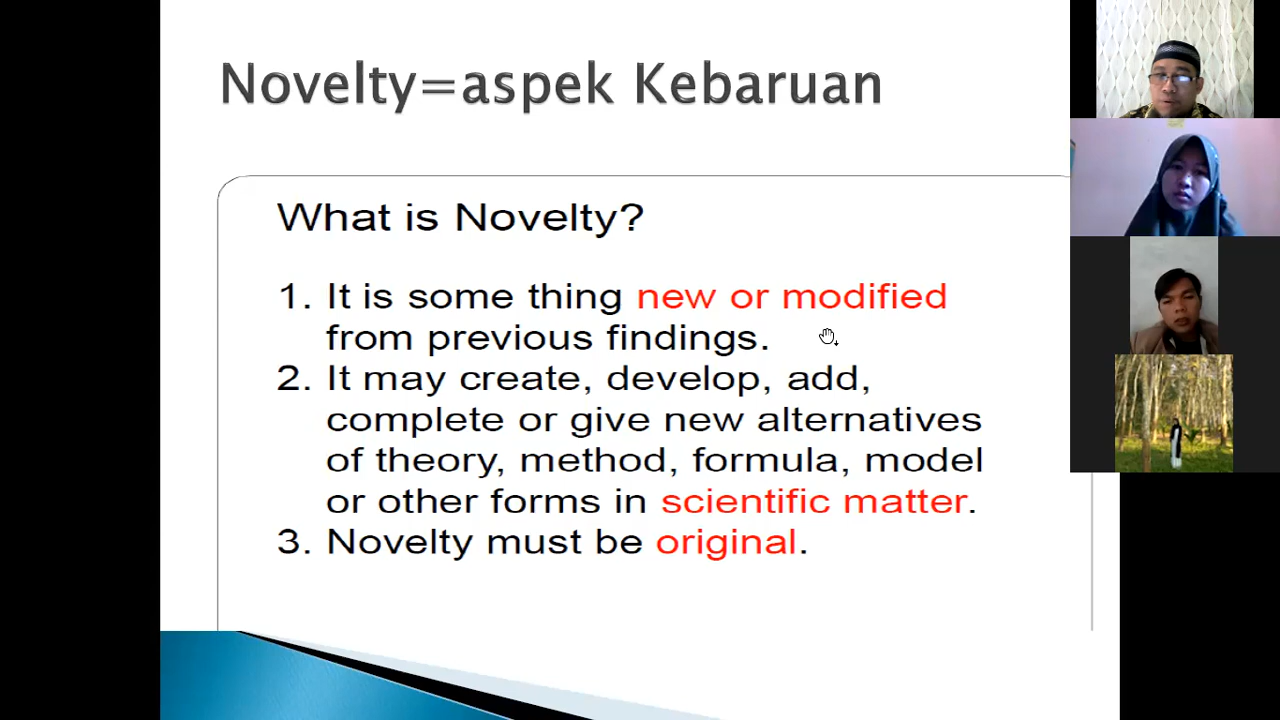 Novelty=aspek Kebaruan
What is Novelty?
1. It is some thing new or modified
from previous findings.
2. It may create, develop, add,
complete or give new alternatives
of theory, method, formula, model
or other forms in scientific matter.
3. Novelty must be original.